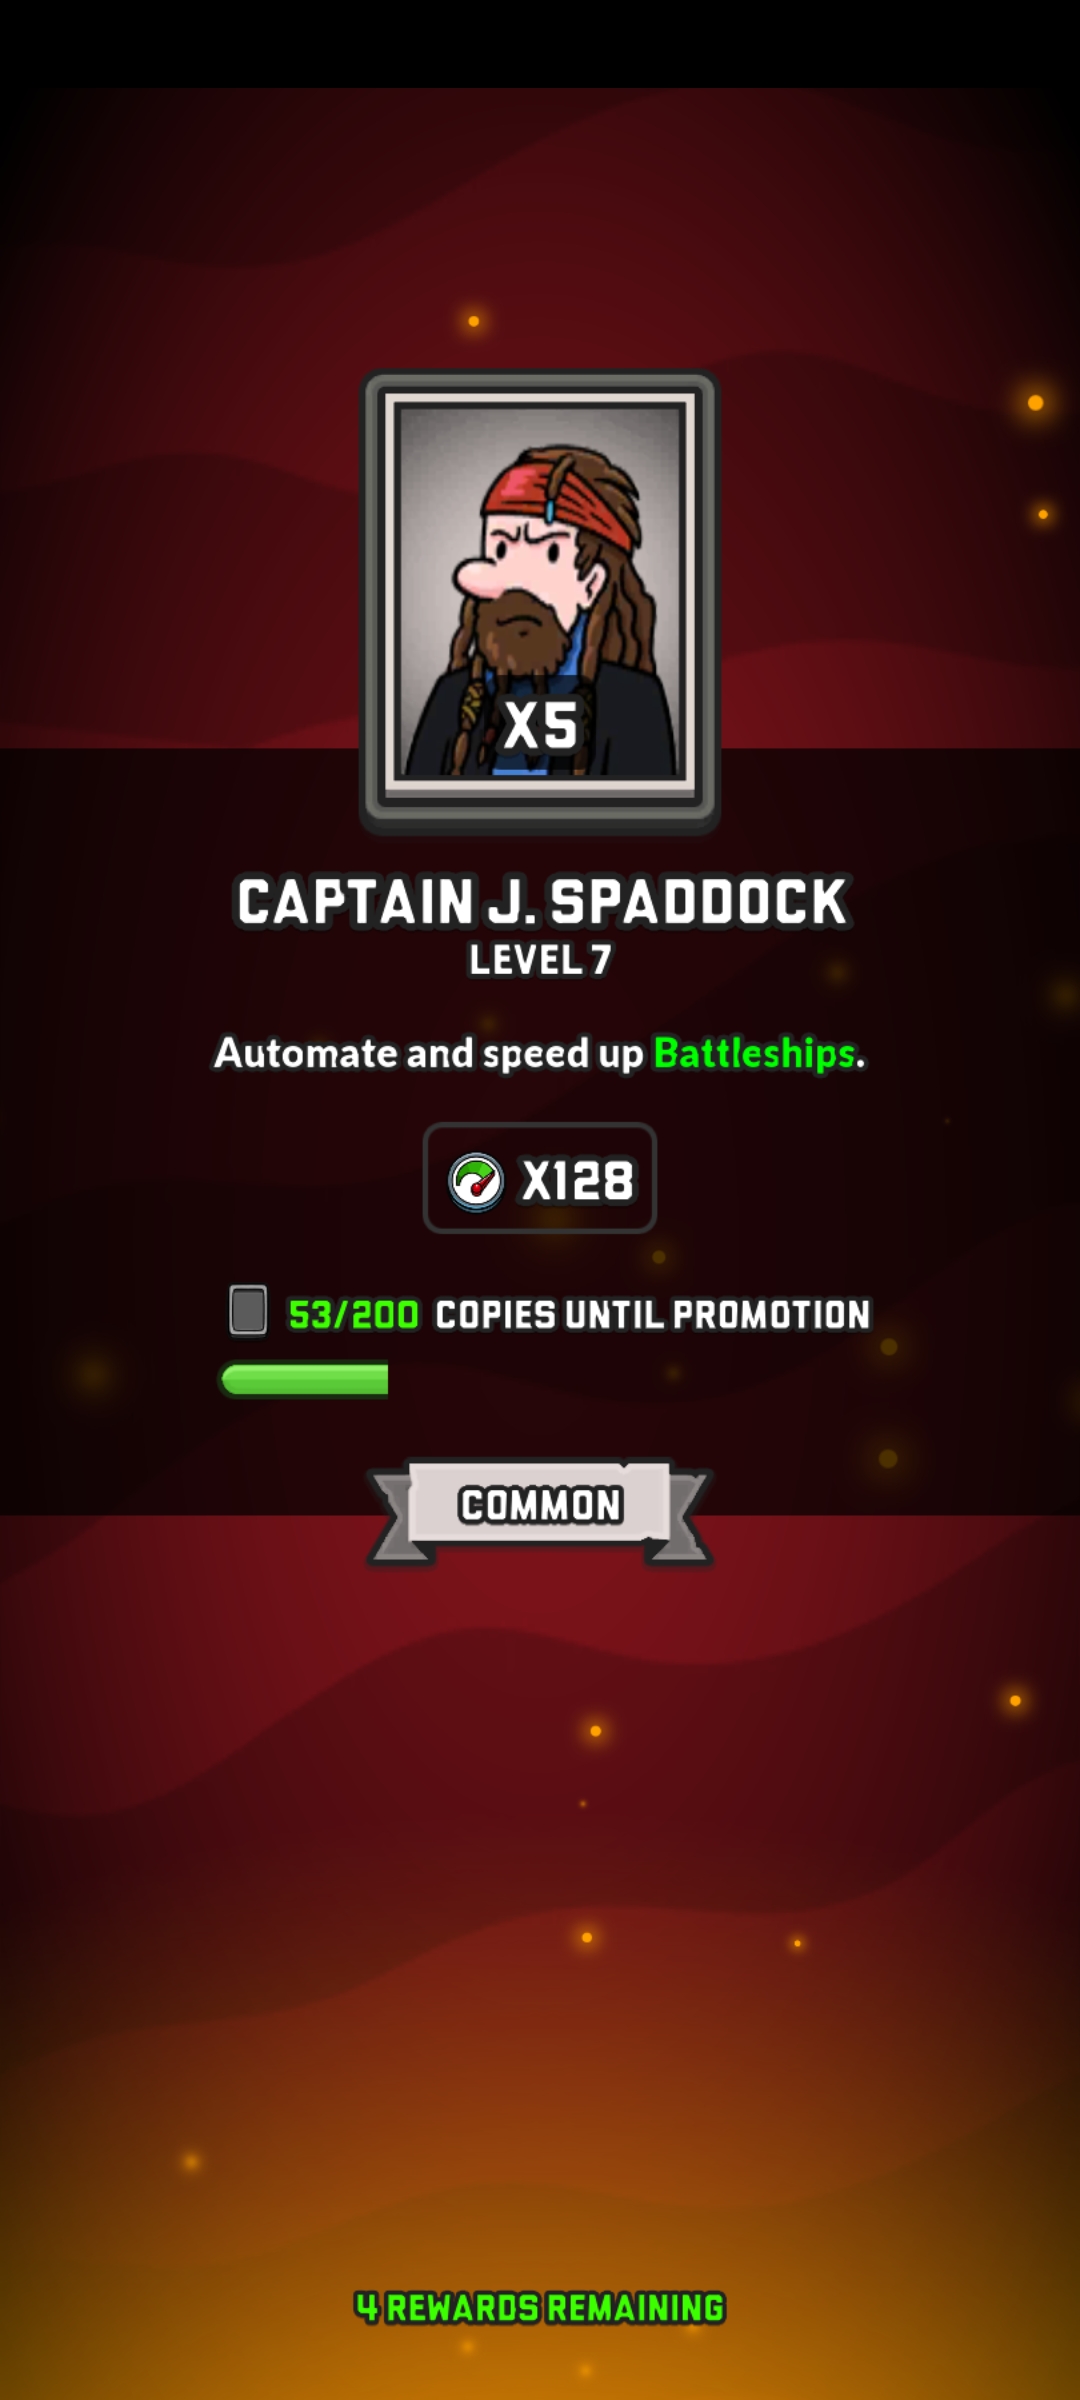 X5
CAPTAIN J. SPADDOCK
LEVEL 7
Automate and speed up Battleships.
X128
53/200 COPIES UNTIL PROMOTION
COMMON
4 REWARDS REMAINING